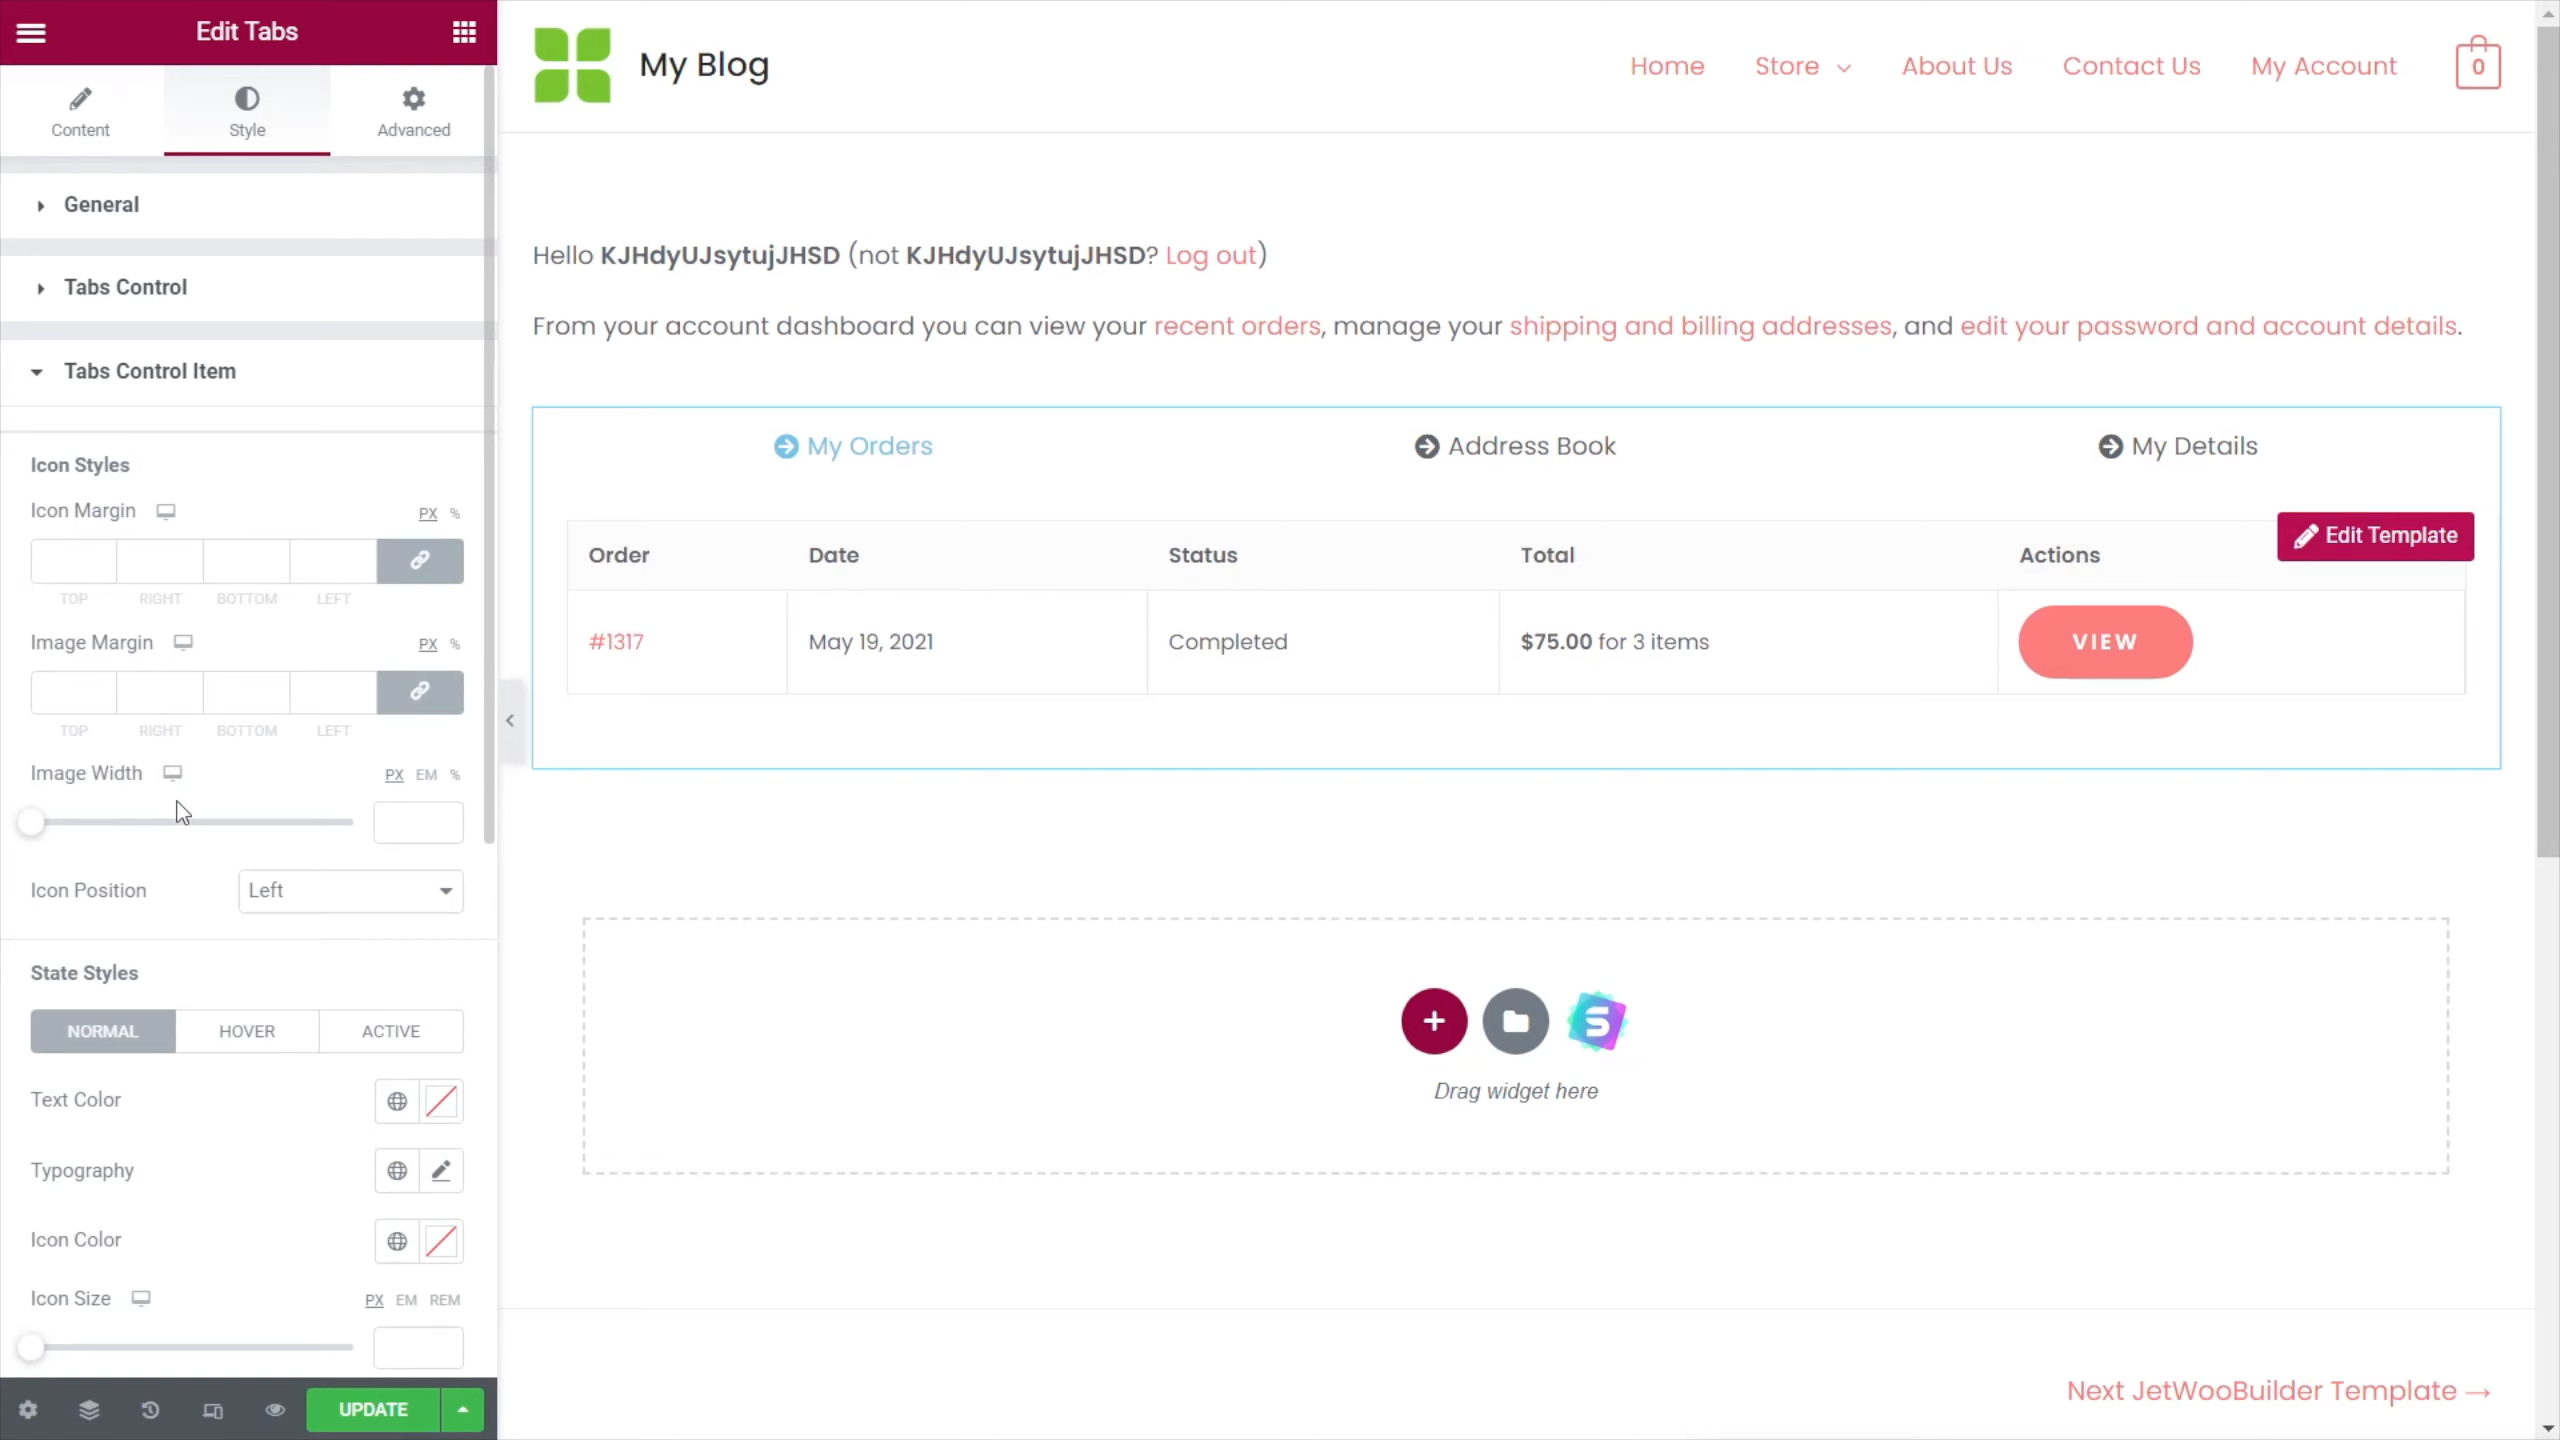 Edit Tabs
Content
Style
Advanced
General
Tabs Control
Tabs Control Item
Icon Styles
Icon Margin
PX %
TOP RIGHT BOTTOM LEFT
Image Margin
PX %
TOP RIGHT BOTTOM LEFT
Image Width
PX EM %
Icon Position
Left
State Styles
NORMAL HOVER ACTIVE
Text Color
Typography
Icon Color
Icon Size
PX EM REM
UPDATE
My Blog
Home Store About Us Contact Us My Account 0
Hello KJHdyUJsytujJHSD (not KJHdyUJsytujJHSD? Log out)
From your account dashboard you can view your recent orders, manage your shipping and billing addresses, and edit your password and account details.
My Orders Address Book My Details
Edit Template
Order Date Status Total Actions
#1317 May 19, 2021 Completed $75.00 for 3 items VIEW
S
Drag widget here
Next JetWooBuilder Template →